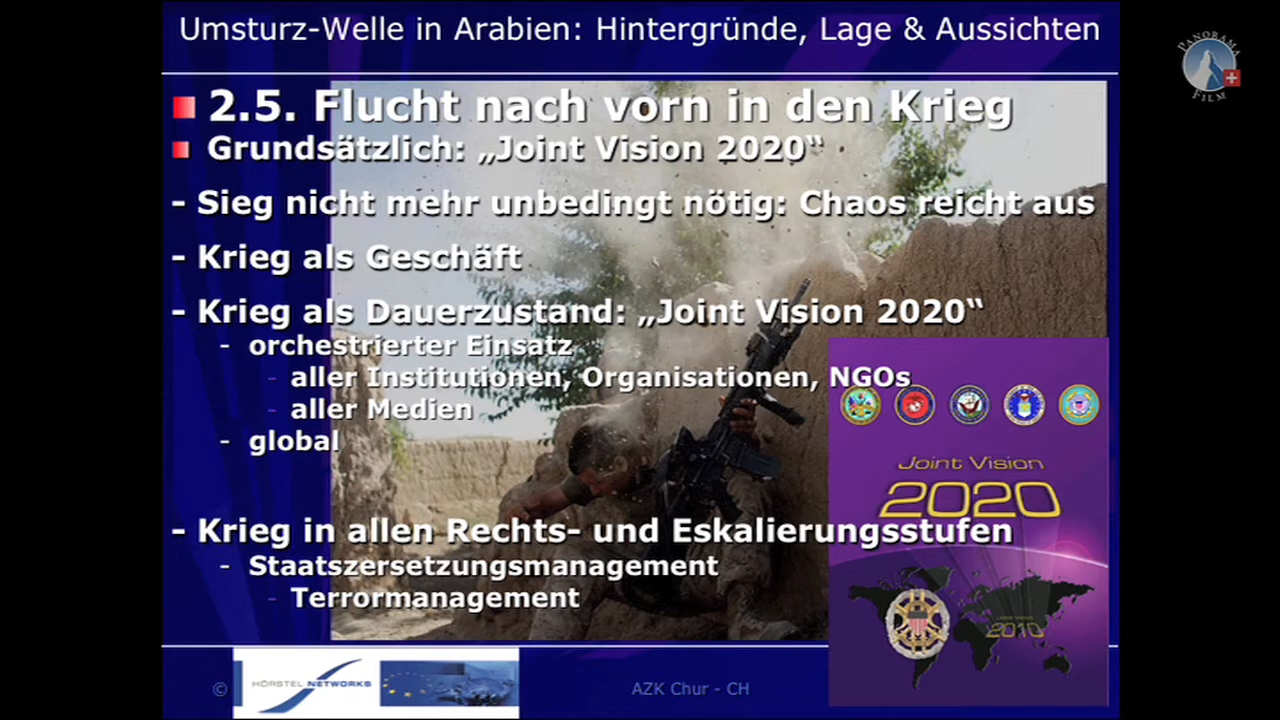 Umsturz-Welle in Arabien: Hintergründe, Lage & Aussichten
PANORAMA
FILM
2.5. Flucht nach vorn in den Krieg
Grundsätzlich: „Joint Vision 2020“
- Sieg nicht mehr unbedingt nötig: Chaos reicht aus
- Krieg als Geschäft
- Krieg als Dauerzustand: „Joint Vision 2020“
- orchestrierter Einsatz
- aller Institutionen, Organisationen, NGOs
- aller Medien
- global
Joint Vision
2020
- Krieg in allen Rechts- und Eskalierungsstufen
- Staatszersetzungsmanagement
- Terrormanagement
Joint Vision
2010
© HÖRSTEL NETWORKS
AZK Chur - CH